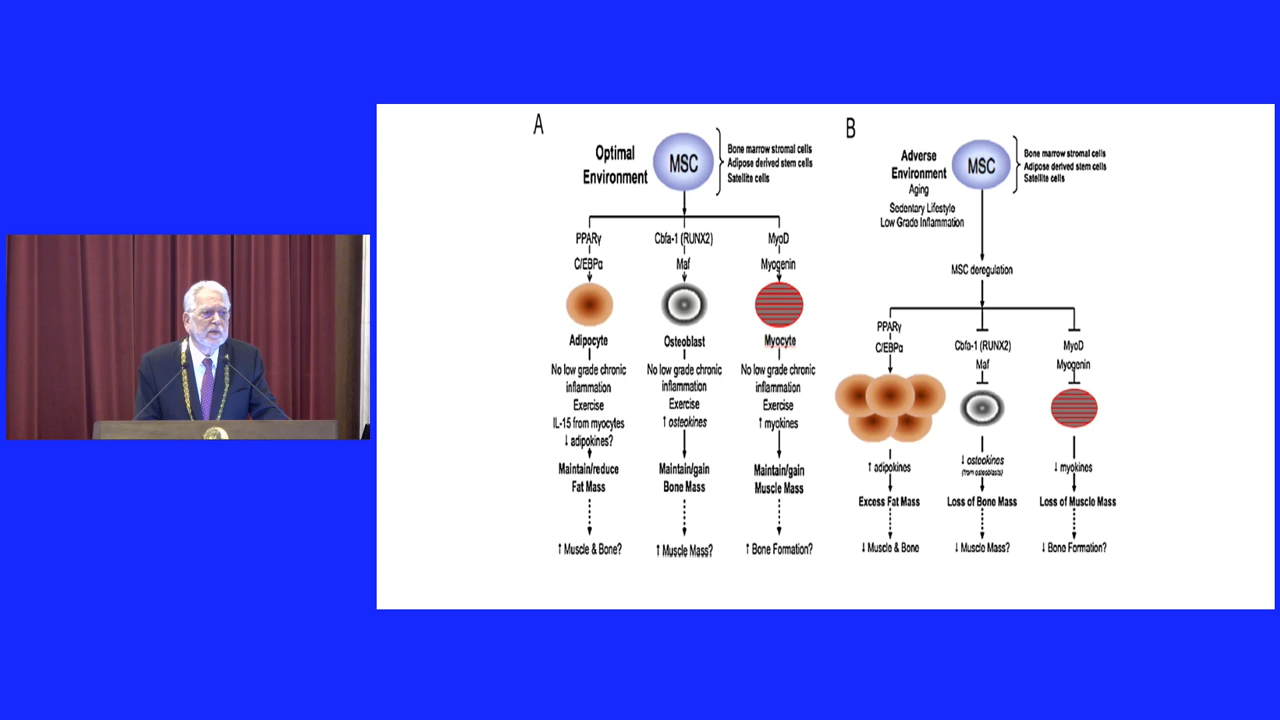 A
Optimal
Environment
MSC
Bone marrow stromal cells
Adipose derived stem cells
Satellite cells
PPARγ
Cbfa-1 (RUNX2)
MyoD
C/EBPα
Maf
Myogenin
Adipocyte
Osteoblast
Myocyte
No low grade chronic
inflammation
Exercise
IL-15 from myocytes
↓ adipokines?
Maintain/reduce
Fat Mass
↑ Muscle & Bone?
No low grade chronic
inflammation
Exercise
↑ osteokines
Maintain/gain
Bone Mass
↑ Muscle Mass?
No low grade chronic
inflammation
Exercise
↑ myokines
Maintain/gain
Muscle Mass
↑ Bone Formation?
B
Adverse
Environment
Aging
Sedentary Lifestyle
Low Grade Inflammation
MSC
Bone marrow stromal cells
Adipose derived stem cells
Satellite cells
MSC deregulation
PPARγ
C/EBPα
↑ adipokines
Excess Fat Mass
↓ Muscle & Bone
Cbfa-1 (RUNX2)
Maf
↓ osteokines
(from osteoblasts)
Loss of Bone Mass
↓ Muscle Mass?
MyoD
Myogenin
↓ myokines
Loss of Muscle Mass
↓ Bone Formation?